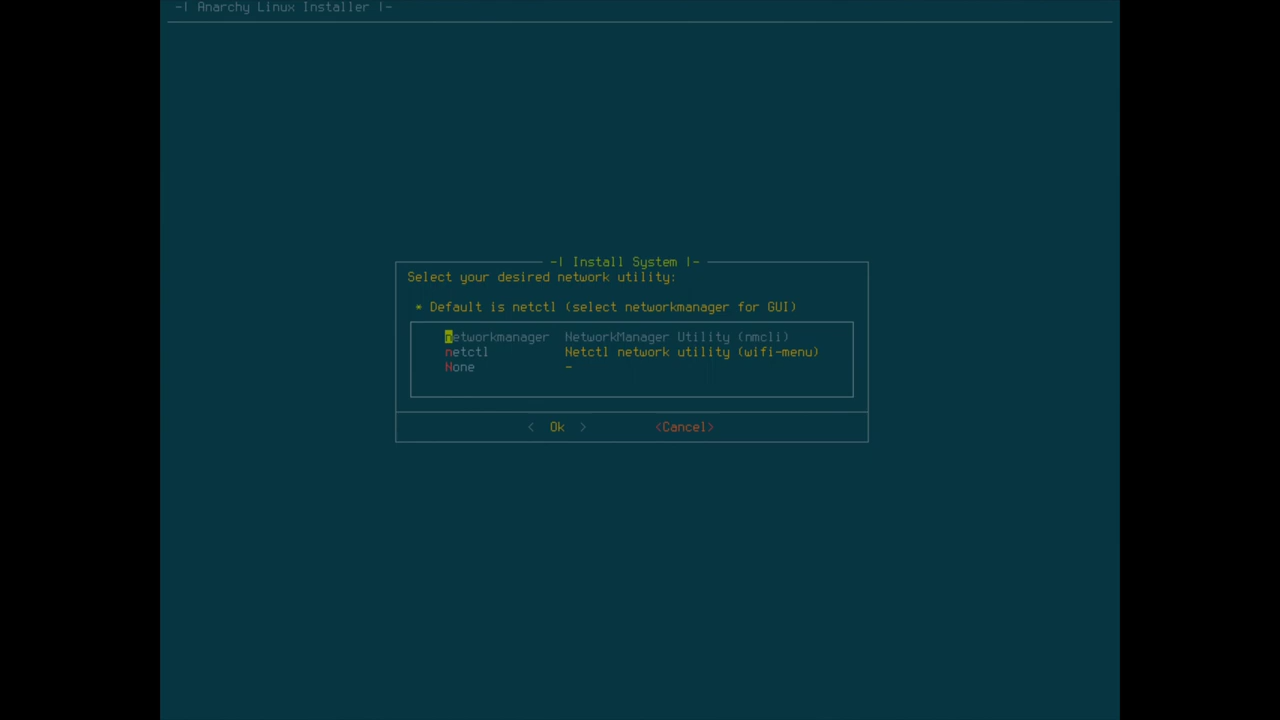 -| Anarchy Linux Installer |-
-| Install System |-
Select your desired network utility:
* Default is netctl (select networkmanager for GUI)
networkmanager NetworkManager Utility (nmcli)
netctl Netctl network utility (wifi-menu)
None -
< Ok > <Cancel>